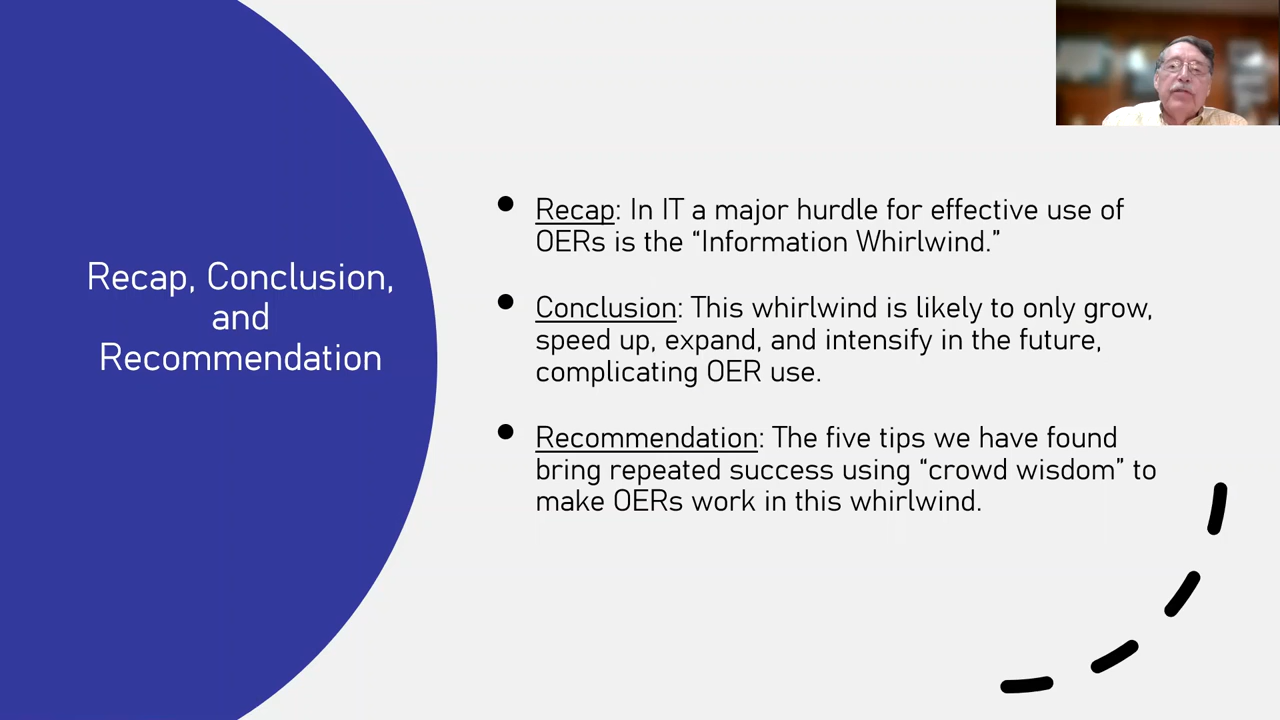 Recap, Conclusion,
and
Recommendation
Recap: In IT a major hurdle for effective use of
OERs is the “Information Whirlwind.”
Conclusion: This whirlwind is likely to only grow,
speed up, expand, and intensify in the future,
complicating OER use.
Recommendation: The five tips we have found
bring repeated success using “crowd wisdom” to
make OERs work in this whirlwind.